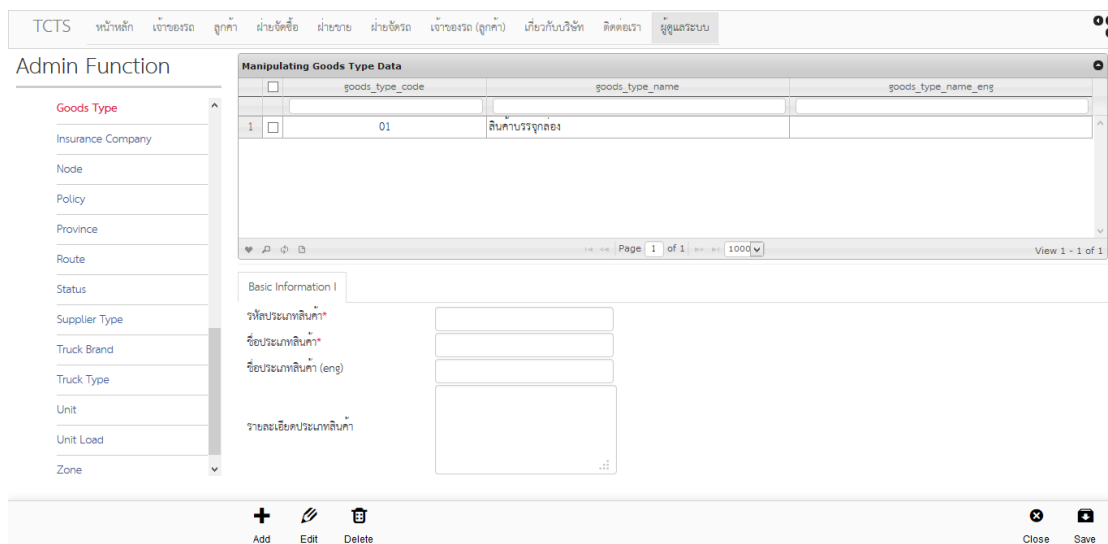 TCTS หน้าหลัก เจ้าของรถ ลูกค้า ฝ่ายจัดซื้อ ฝ่ายขาย ฝ่ายจัดรถ เจ้าของรถ (ลูกค้า) เกี่ยวกับบริษัท ติดต่อเรา ผู้ดูแลระบบ
Admin Function
Goods Type
Insurance Company
Node
Policy
Province
Route
Status
Supplier Type
Truck Brand
Truck Type
Unit
Unit Load
Zone
Manipulating Goods Type Data
goods_type_code goods_type_name goods_type_name_eng
1 01 สินค้าบรรจุกล่อง
Page 1 of 1 1000 View 1 - 1 of 1
Basic Information I
รหัสประเภทสินค้า*
ชื่อประเภทสินค้า*
ชื่อประเภทสินค้า (eng)
รายละเอียดประเภทสินค้า
Add Edit Delete Close Save